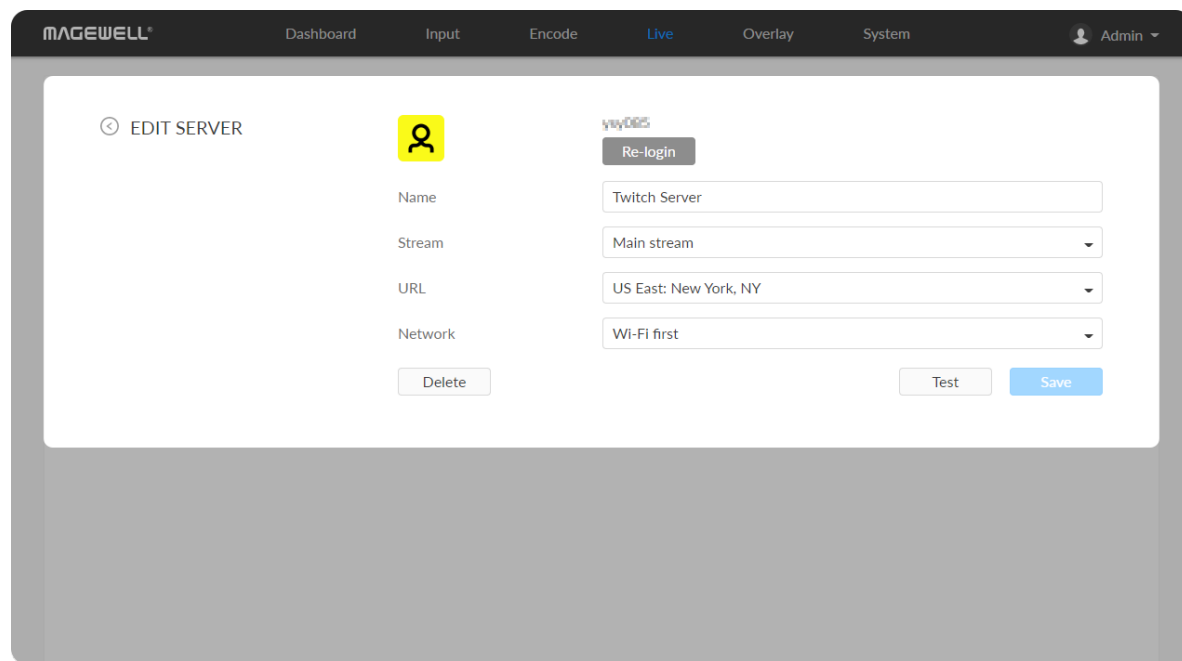 MAGEWELL® Dashboard Input Encode Live Overlay System Admin
EDIT SERVER
Re-login
Name Twitch Server
Stream Main stream
URL US East: New York, NY
Network Wi-Fi first
Delete Test Save